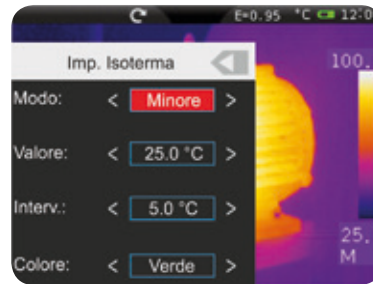 E=0.95 °C 12:0
Imp. Isoterma
100.
Modo: < Minore >
Valore: < 25.0 °C >
Interv.: < 5.0 °C >
25.
Colore: < Verde >
M